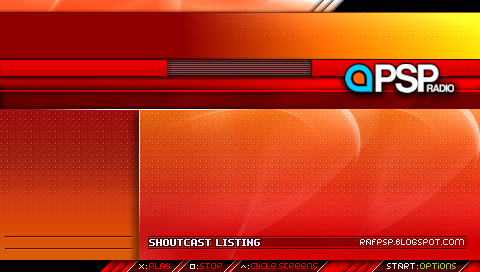 PSP
RADIO
SHOUTCAST LISTING
RAFPSP.BLOGSPOT.COM
X:PLAY
O:STOP
^:CYCLE SCREENS
START:OPTIONS